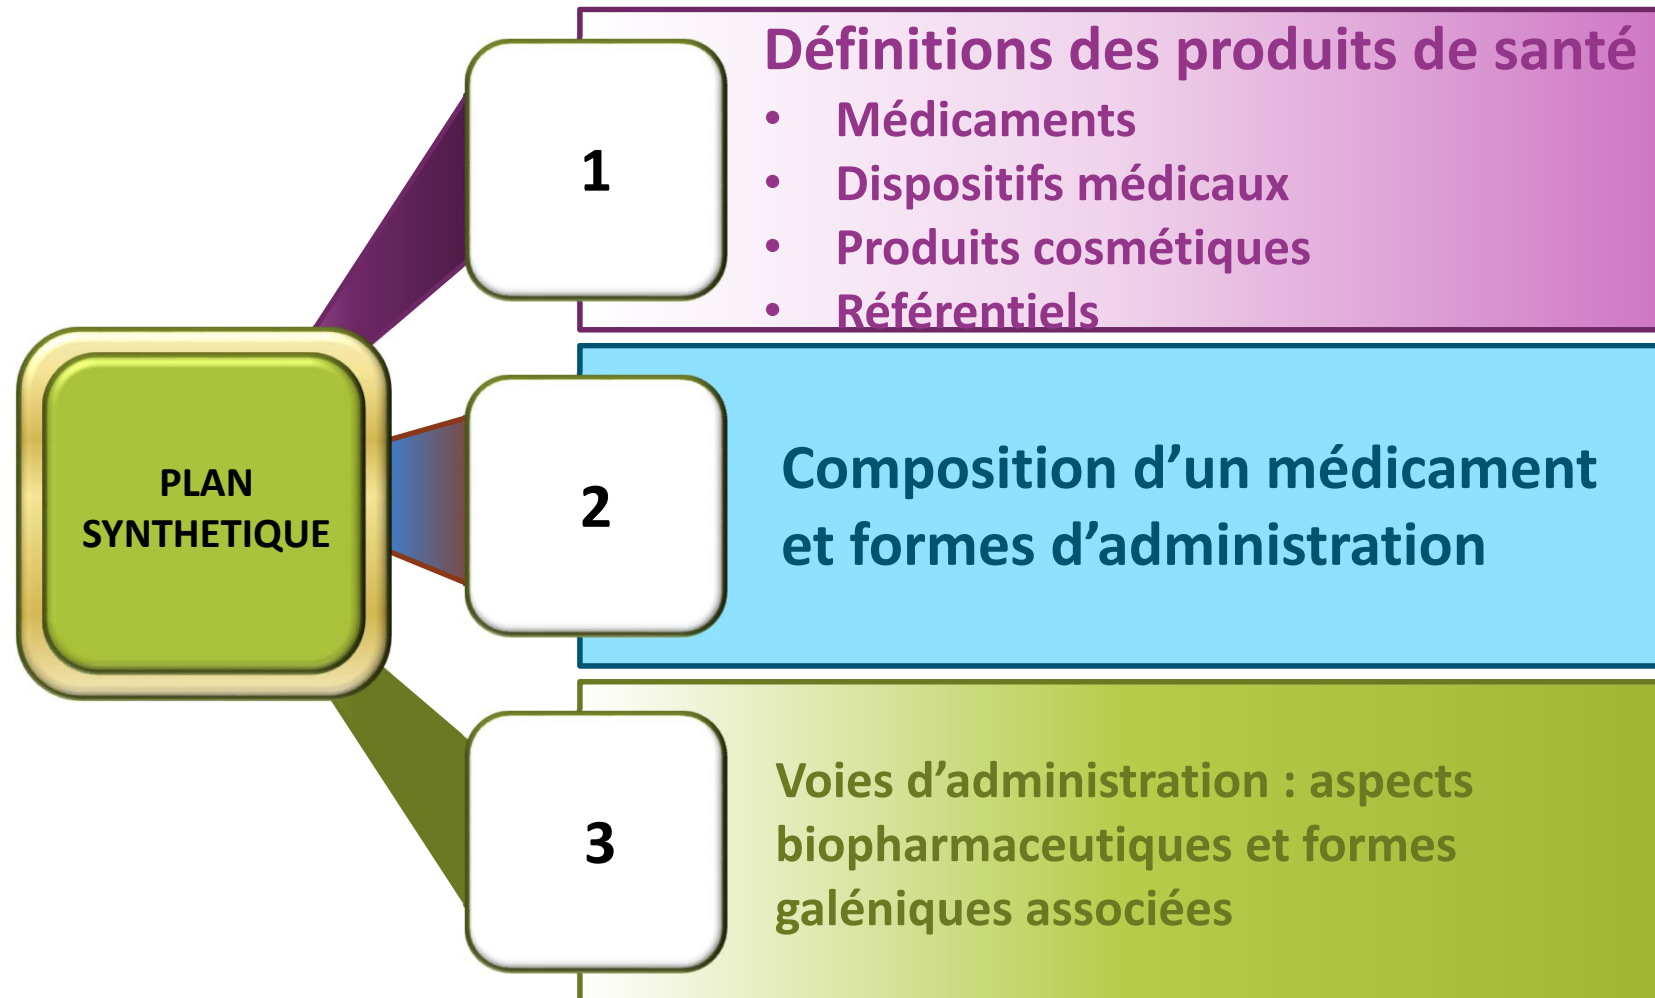 PLAN
SYNTHETIQUE
1
Définitions des produits de santé
• Médicaments
• Dispositifs médicaux
• Produits cosmétiques
• Référentiels
2
Composition d’un médicament
et formes d’administration
3
Voies d’administration : aspects
biopharmaceutiques et formes
galéniques associées